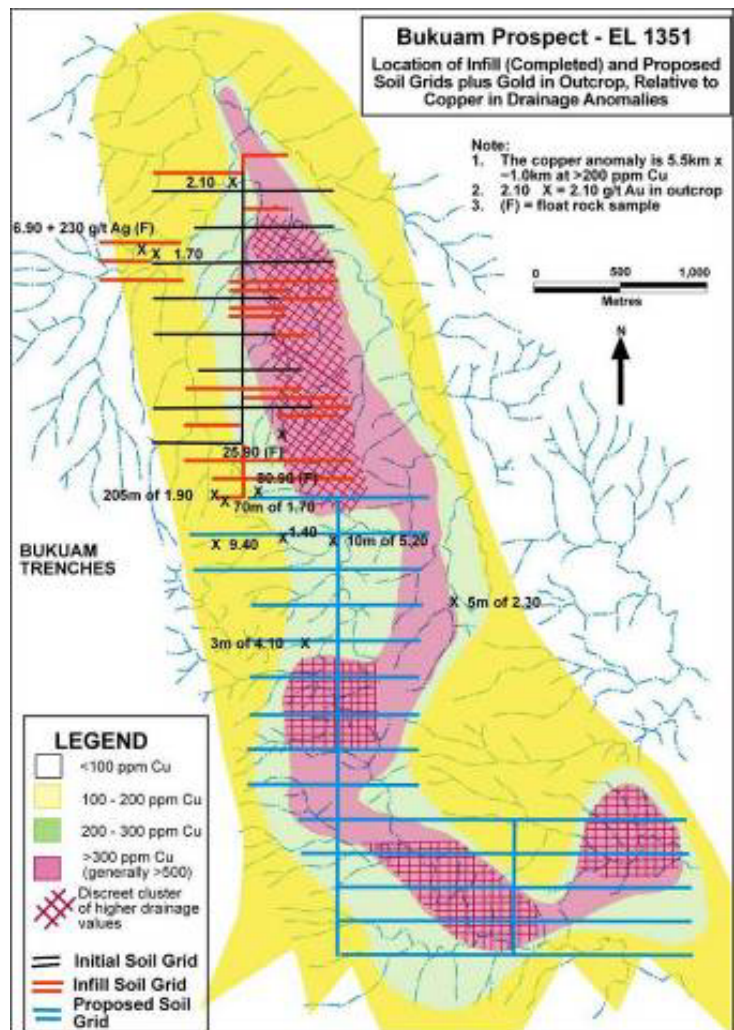 Bukuam Prospect - EL 1351
Location of Infill (Completed) and Proposed
Soil Grids plus Gold in Outcrop, Relative to
Copper in Drainage Anomalies
Note:
1. The copper anomaly is 5.5km x
~1.0km at >200 ppm Cu
2. 2.10 X = 2.10 g/t Au in outcrop
3. (F) = float rock sample
2.10 X
6.90 + 230 g/t Ag (F)
X
X 1.70
0 500 1,000
Metres
N
X
25.90 (F)
80.90 (F)
205m of 1.90 X X
X
70m of 1.70
X 9.40
X 1.40
X 10m of 5.20
BUKUAM
TRENCHES
X 5m of 2.30
3m of 4.10 X
LEGEND
<100 ppm Cu
100 - 200 ppm Cu
200 - 300 ppm Cu
>300 ppm Cu
(generally >500)
Discreet cluster
of higher drainage
values
Initial Soil Grid
Infill Soil Grid
Proposed Soil
Grid